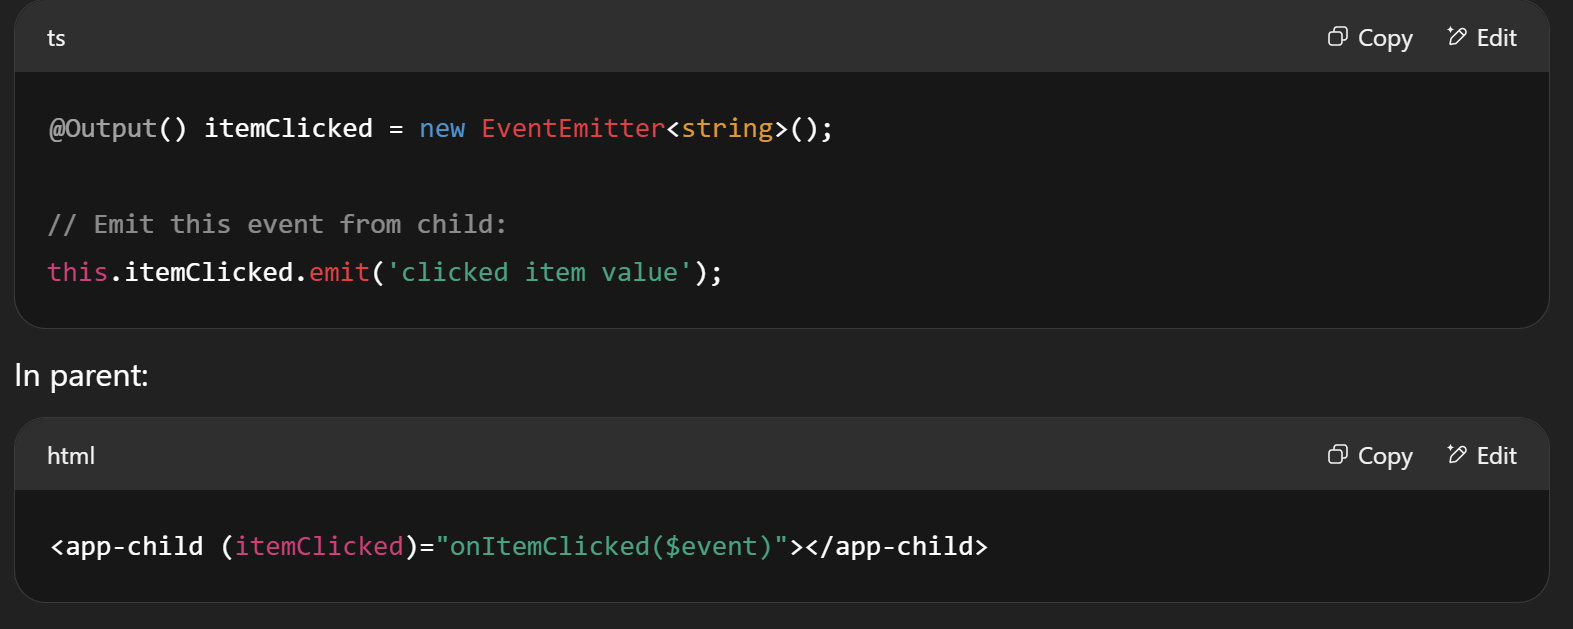 ts
Copy
Edit
@Output() itemClicked = new EventEmitter<string>();
// Emit this event from child:
this.itemClicked.emit('clicked item value');
In parent:
html
Copy
Edit
<app-child (itemClicked)="onItemClicked($event)"></app-child>